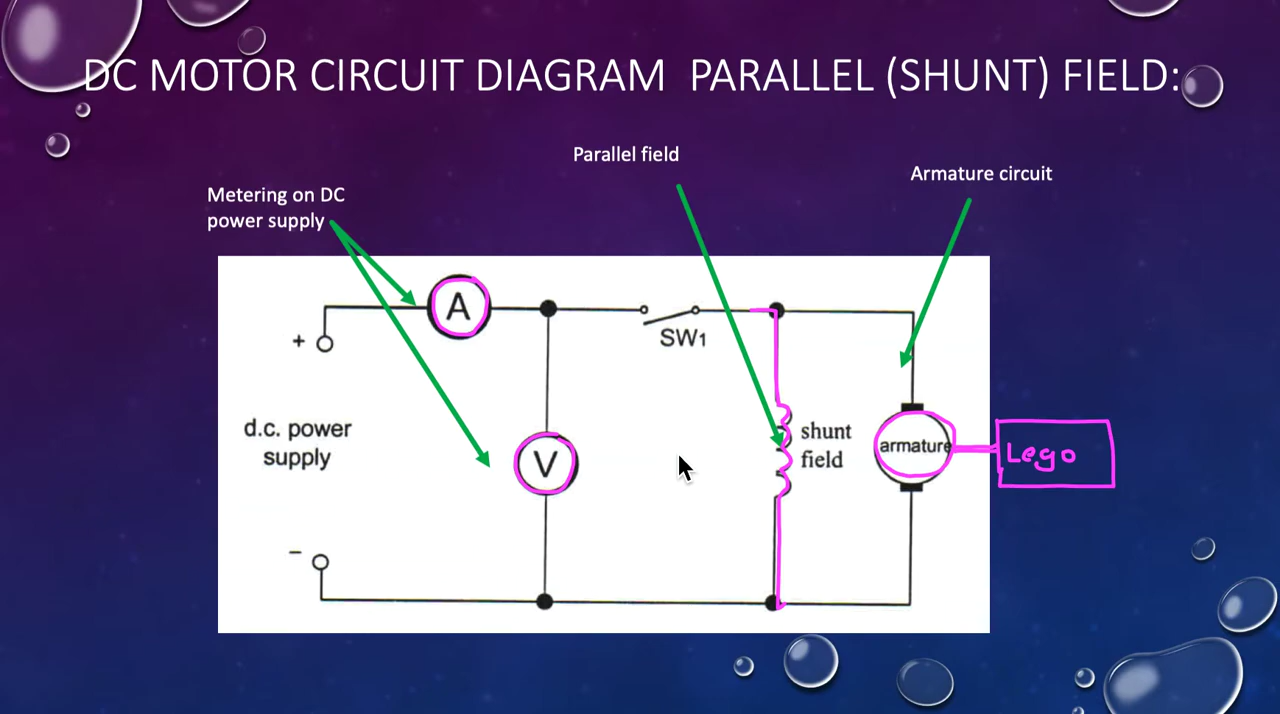 DC MOTOR CIRCUIT DIAGRAM PARALLEL (SHUNT) FIELD:
Parallel field
Armature circuit
Metering on DC
power supply
A
SW1
+
d.c. power
supply
V
shunt
field
armature
Lego
−